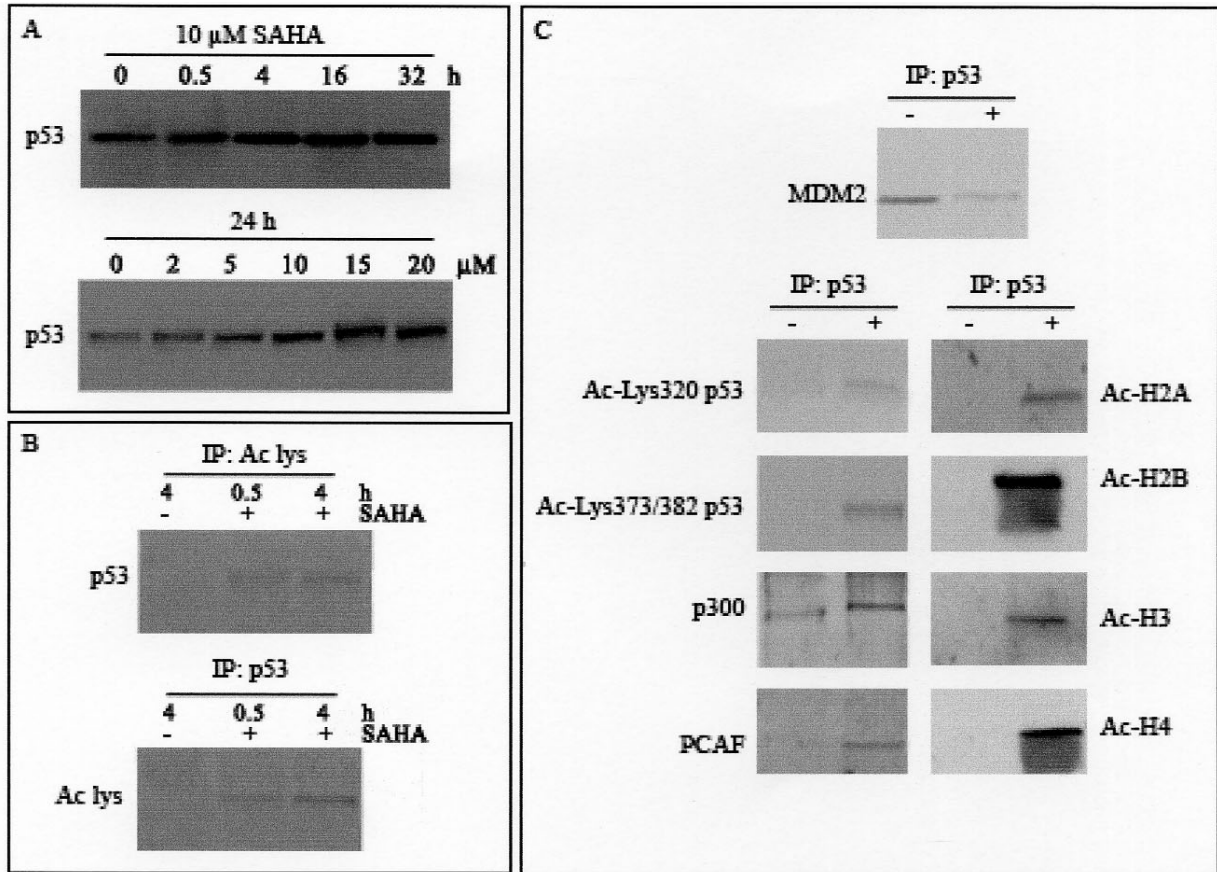 A
10 µM SAHA
0 0.5 4 16 32 h
p53
24 h
0 2 5 10 15 20 µM
p53
B
IP: Ac lys
4 0.5 4 h
- + + SAHA
p53
IP: p53
4 0.5 4 h
- + + SAHA
Ac lys
C
IP: p53
- +
MDM2
IP: p53 IP: p53
- + - +
Ac-Lys320 p53 Ac-H2A
Ac-Lys373/382 p53 Ac-H2B
p300 Ac-H3
PCAF Ac-H4